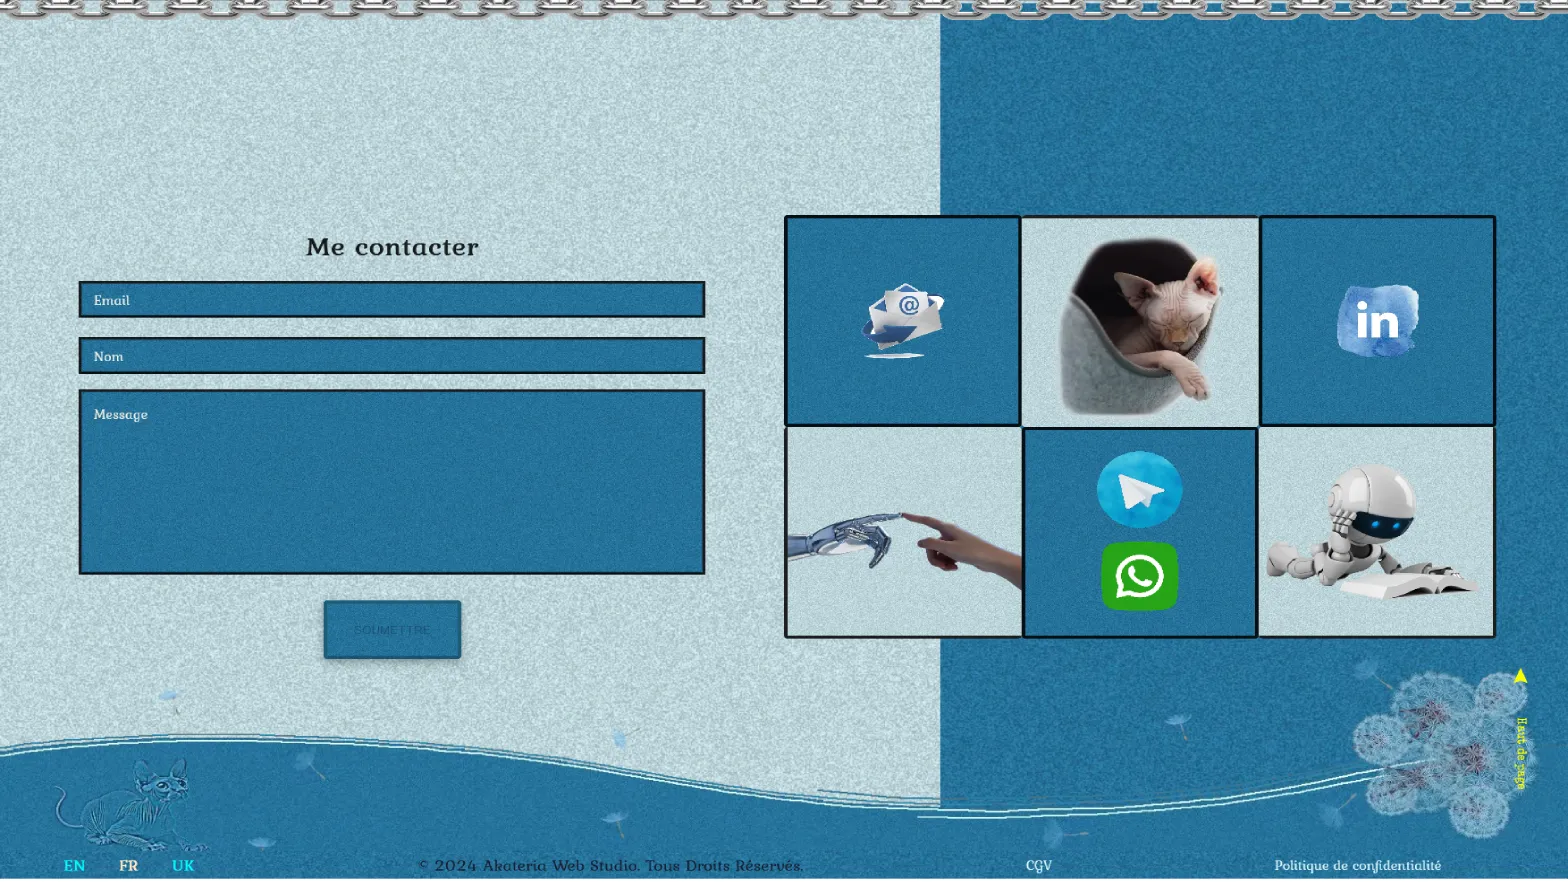 Me contacter
Email
Nom
Message
SOUMETTRE
@
in
Haut de page
EN FR UK
© 2024 Akateria Web Studio. Tous Droits Réservés.
CGV
Politique de confidentialité